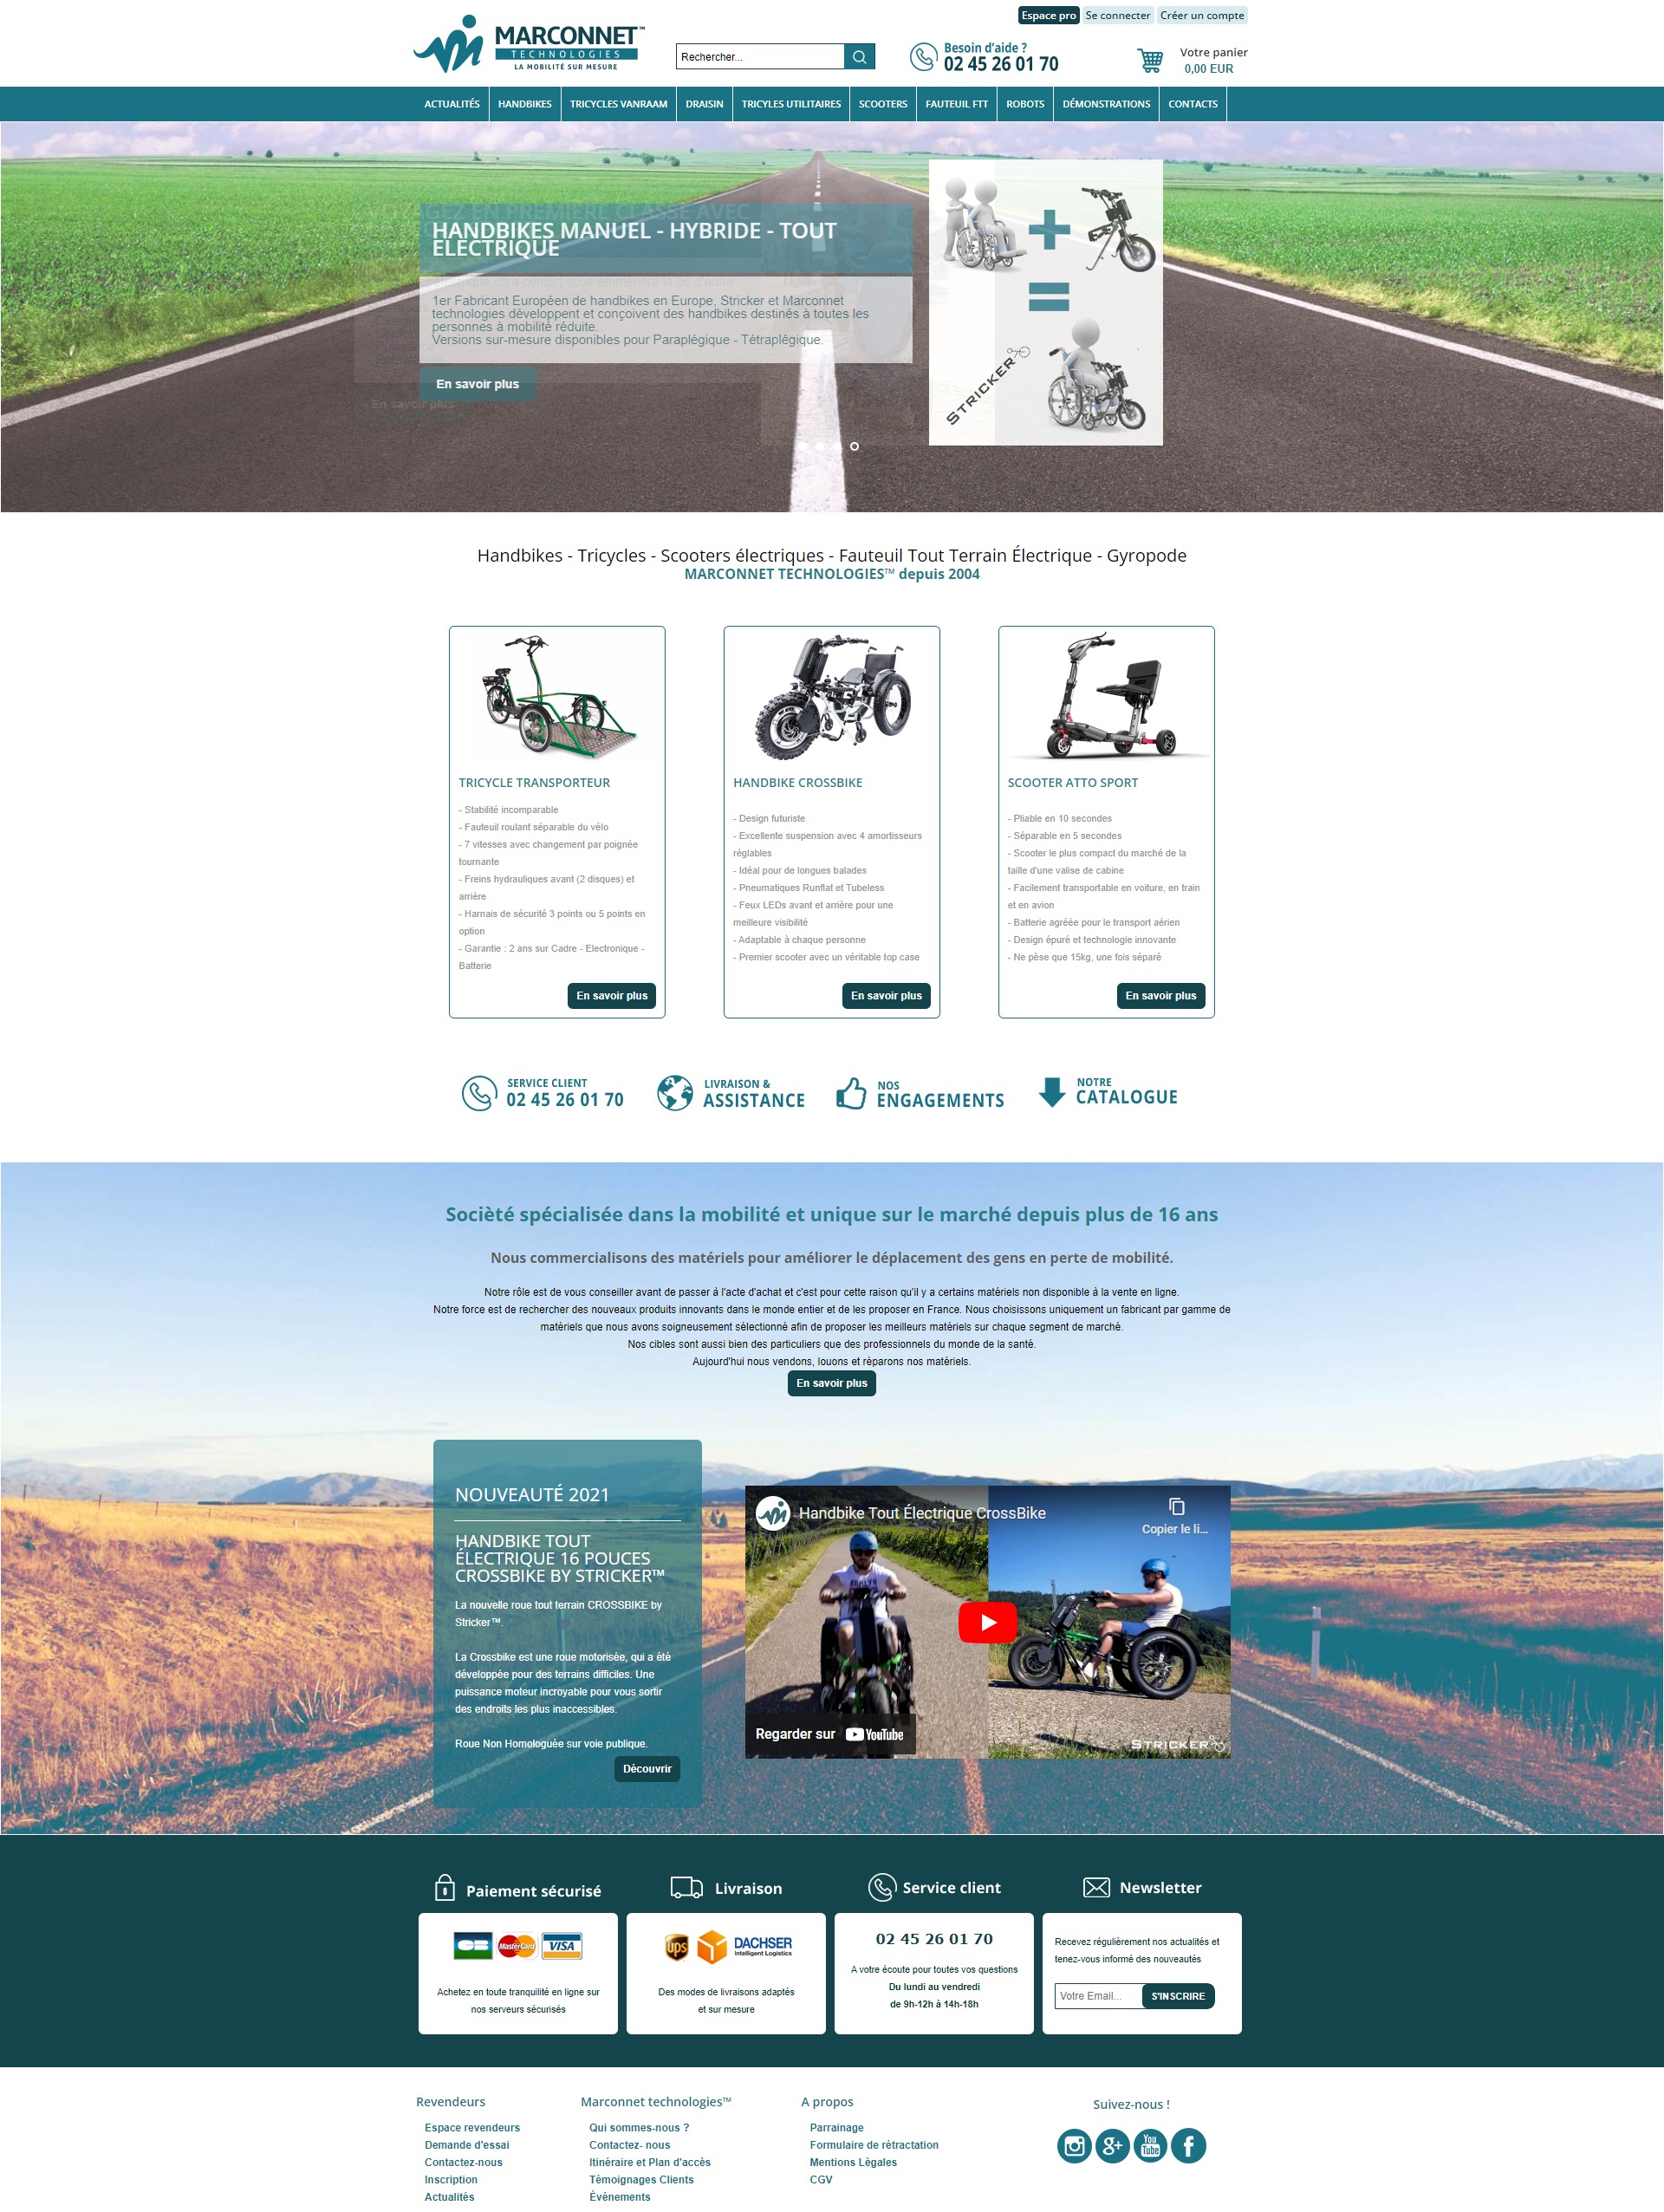 MARCONNET™
TECHNOLOGIES
LA MOBILITÉ SUR MESURE
Rechercher...
Besoin d'aide ?
02 45 26 01 70
Espace pro
Se connecter
Créer un compte
Votre panier
0,00 EUR
ACTUALITÉS
HANDBIKES
TRICYCLES VANRAAM
DRAISIN
TRICYLES UTILITAIRES
SCOOTERS
FAUTEUIL FTT
ROBOTS
DÉMONSTRATIONS
CONTACTS
HANDBIKES MANUEL - HYBRIDE - TOUT
ELECTRIQUE
1er Fabricant Européen de handbikes en Europe, Stricker et Marconnet
technologies développent et conçoivent des handbikes destinés à toutes les
personnes à mobilité réduite.
Versions sur-mesure disponibles pour Paraplégique - Tétraplégique.
En savoir plus
En savoir plus
STRICKER
Handbikes - Tricycles - Scooters électriques - Fauteuil Tout Terrain Électrique - Gyropode
MARCONNET TECHNOLOGIES™ depuis 2004
TRICYCLE TRANSPORTEUR
- Stabilité incomparable
- Fauteuil roulant séparable du vélo
- 7 vitesses avec changement par poignée
tournante
- Freins hydrauliques avant (2 disques) et
arrière
- Harnais de sécurité 3 points ou 5 points en
option
- Garantie : 2 ans sur Cadre - Electronique -
Batterie
En savoir plus
HANDBIKE CROSSBIKE
- Design futuriste
- Excellente suspension avec 4 amortisseurs
réglables
- Idéal pour de longues balades
- Pneumatiques Runflat et Tubeless
- Feux LEDs avant et arrière pour une
meilleure visibilité
- Adaptable à chaque personne
- Premier scooter avec un véritable top case
En savoir plus
SCOOTER ATTO SPORT
- Pliable en 10 secondes
- Séparable en 5 secondes
- Scooter le plus compact du marché de la
taille d'une valise de cabine
- Facilement transportable en voiture, en train
et en avion
- Batterie agréée pour le transport aérien
- Design épuré et technologie innovante
- Ne pèse que 15kg, une fois séparé
En savoir plus
SERVICE CLIENT
02 45 26 01 70
LIVRAISON &
ASSISTANCE
NOS
ENGAGEMENTS
NOTRE
CATALOGUE
Socièté spécialisée dans la mobilité et unique sur le marché depuis plus de 16 ans
Nous commercialisons des matériels pour améliorer le déplacement des gens en perte de mobilité.
Notre rôle est de vous conseiller avant de passer à l'acte d'achat et c'est pour cette raison qu'il y a certains matériels non disponible à la vente en ligne.
Notre force est de rechercher des nouveaux produits innovants dans le monde entier et de les proposer en France. Nous choisissons uniquement un fabricant par gamme de
matériels que nous avons soigneusement sélectionné afin de proposer les meilleurs matériels sur chaque segment de marché.
Nos cibles sont aussi bien des particuliers que des professionnels du monde de la santé.
Aujourd'hui nous vendons, louons et réparons nos matériels.
En savoir plus
NOUVEAUTÉ 2021
HANDBIKE TOUT
ÉLECTRIQUE 16 POUCES
CROSSBIKE BY STRICKER™
La nouvelle roue tout terrain CROSSBIKE by
Stricker™.
La Crossbike est une roue motorisée, qui a été
développée pour des terrains difficiles. Une
puissance moteur incroyable pour vous sortir
des endroits les plus inaccessibles.
Roue Non Homologuée sur voie publique.
Découvrir
Handbike Tout Électrique CrossBike
Copier le li...
Regarder sur YouTube
STRICKER
Paiement sécurisé
CB MasterCard VISA
Achetez en toute tranquilité en ligne sur
nos serveurs sécurisés
Livraison
ups DACHSER
Intelligent Logistics
Des modes de livraisons adaptés
et sur mesure
Service client
02 45 26 01 70
A votre écoute pour toutes vos questions
Du lundi au vendredi
de 9h-12h à 14h-18h
Newsletter
Recevez régulièrement nos actualités et
tenez-vous informé des nouveautés
Votre Email...
S'INSCRIRE
Revendeurs
Espace revendeurs
Demande d'essai
Contactez-nous
Inscription
Actualités
Marconnet technologies™
Qui sommes-nous ?
Contactez- nous
Itinéraire et Plan d'accès
Témoignages Clients
Événements
A propos
Parrainage
Formulaire de rétractation
Mentions Légales
CGV
Suivez-nous !
g+
You
Tube
f